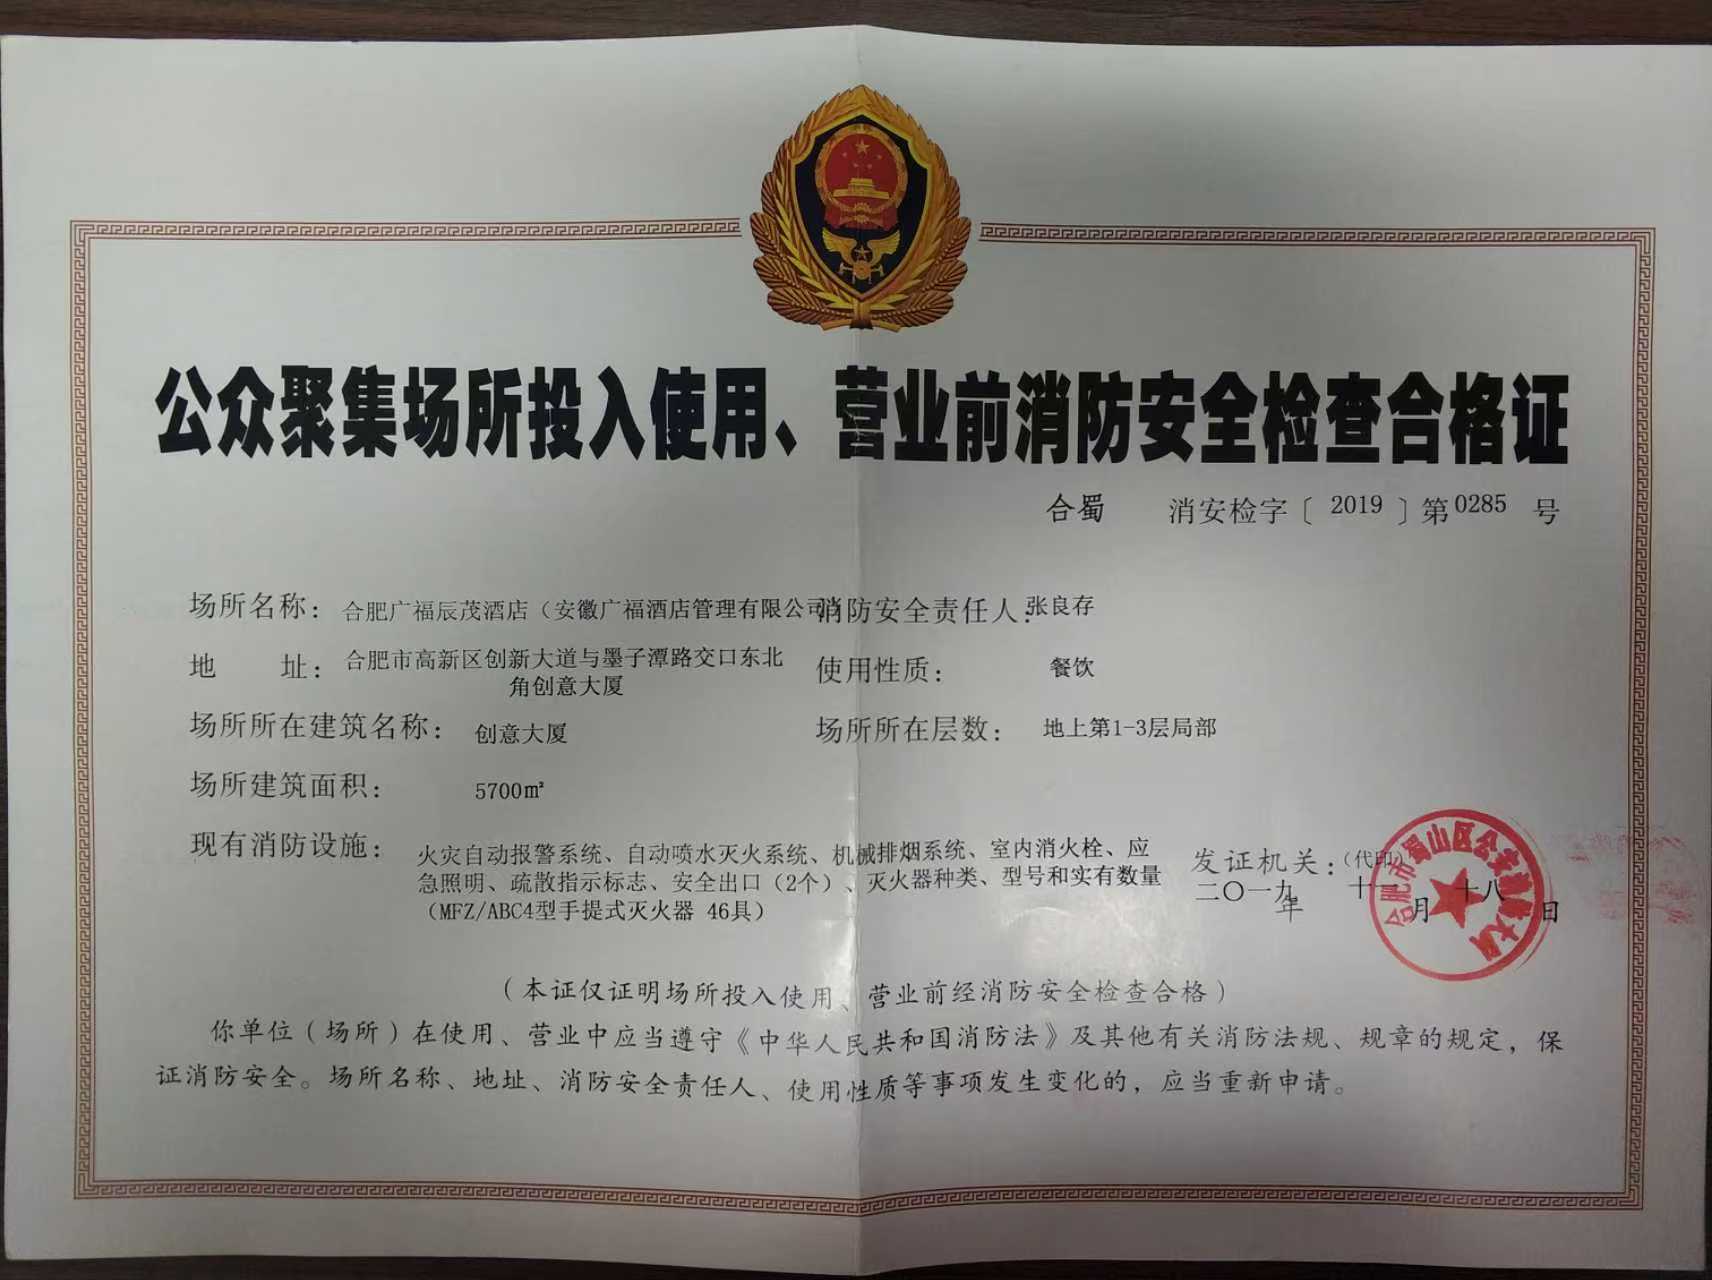 公众聚集场所投入使用、营业前消防安全检查合格证
合蜀 消安检字〔 2019 〕第0285 号
场所名称： 合肥广福辰茂酒店（安徽广福酒店管理有限公司） 消防安全责任人：张良存
地 址： 合肥市高新区创新大道与墨子潭路交口东北
角创意大厦
使用性质： 餐饮
场所所在建筑名称： 创意大厦 场所所在层数： 地上第1-3层局部
场所建筑面积： 5700㎡
现有消防设施： 火灾自动报警系统、自动喷水灭火系统、机械排烟系统、室内消火栓、应
急照明、疏散指示标志、安全出口（2个）、灭火器种类、型号和实有数量
（MFZ/ABC4型手提式灭火器 46具）
发证机关：（代印）
二〇一九年 十一月 十八日
合肥市蜀山区公安消防大队
（本证仅证明场所投入使用、营业前经消防安全检查合格）
你单位（场所）在使用、营业中应当遵守《中华人民共和国消防法》及其他有关消防法规、规章的规定，保
证消防安全。场所名称、地址、消防安全责任人、使用性质等事项发生变化的，应当重新申请。